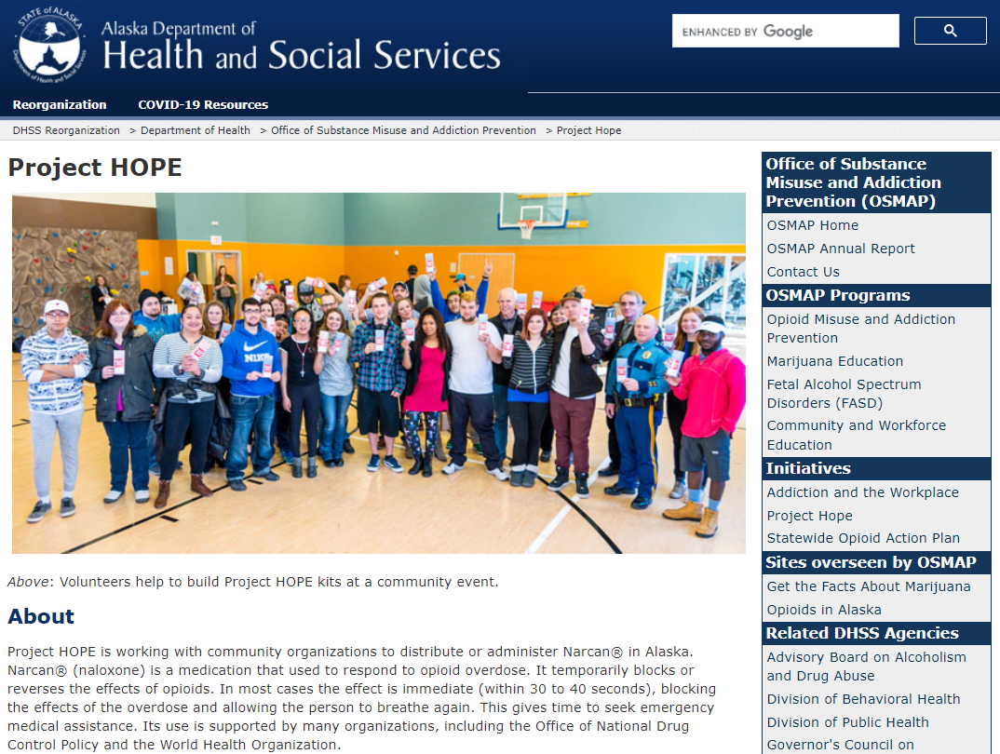 STATE of ALASKA
Department of Health and Social Services
Alaska Department of
Health and Social Services
ENHANCED BY Google
Reorganization
COVID-19 Resources
DHSS Reorganization > Department of Health > Office of Substance Misuse and Addiction Prevention > Project Hope
Project HOPE
NIKE
Above: Volunteers help to build Project HOPE kits at a community event.
About
Project HOPE is working with community organizations to distribute or administer Narcan® in Alaska.
Narcan® (naloxone) is a medication that used to respond to opioid overdose. It temporarily blocks or
reverses the effects of opioids. In most cases the effect is immediate (within 30 to 40 seconds), blocking
the effects of the overdose and allowing the person to breathe again. This gives time to seek emergency
medical assistance. Its use is supported by many organizations, including the Office of National Drug
Control Policy and the World Health Organization.
Office of Substance
Misuse and Addiction
Prevention (OSMAP)
OSMAP Home
OSMAP Annual Report
Contact Us
OSMAP Programs
Opioid Misuse and Addiction
Prevention
Marijuana Education
Fetal Alcohol Spectrum
Disorders (FASD)
Community and Workforce
Education
Initiatives
Addiction and the Workplace
Project Hope
Statewide Opioid Action Plan
Sites overseen by OSMAP
Get the Facts About Marijuana
Opioids in Alaska
Related DHSS Agencies
Advisory Board on Alcoholism
and Drug Abuse
Division of Behavioral Health
Division of Public Health
Governor's Council on